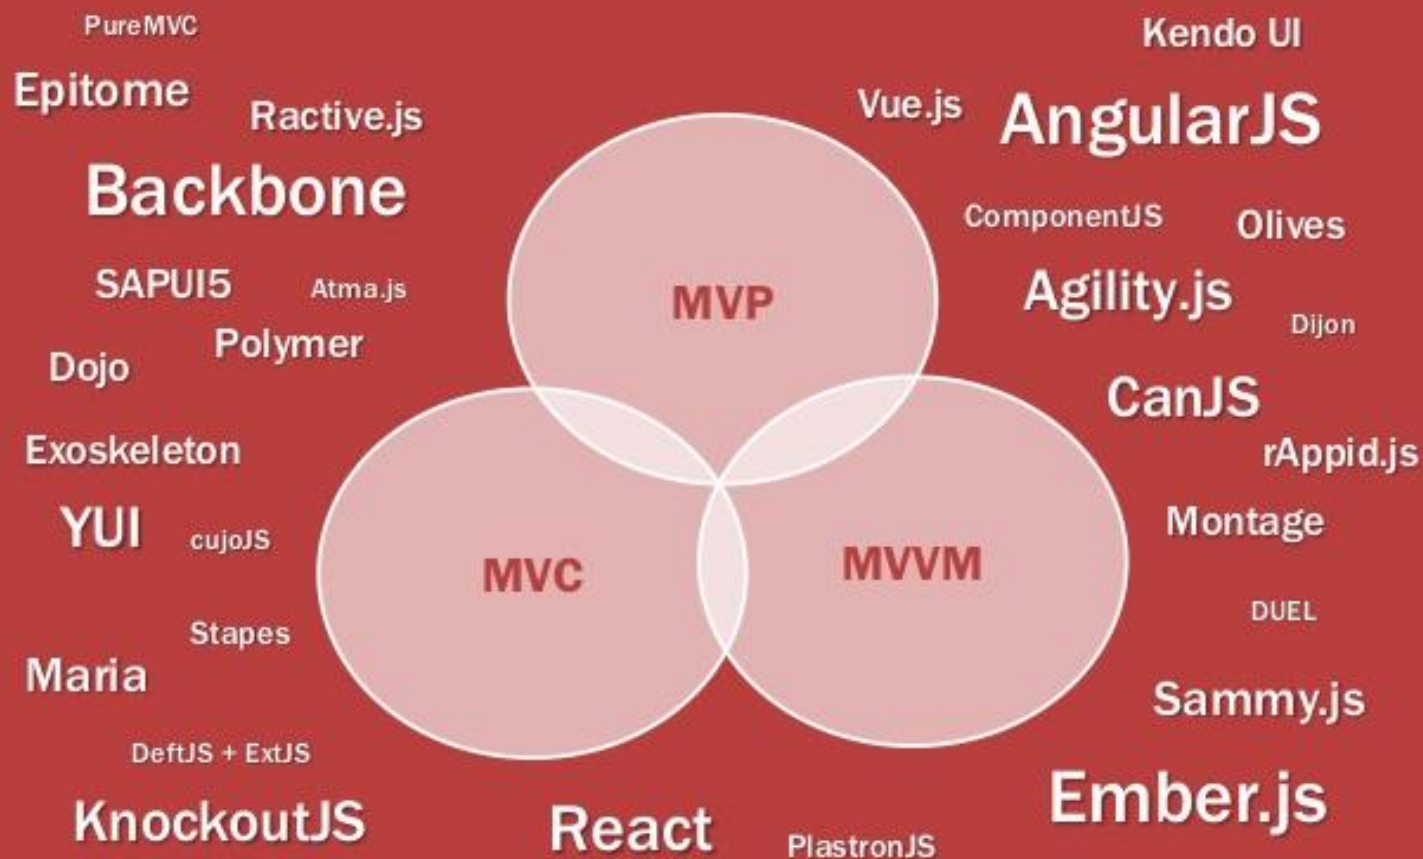 PureMVC
Kendo UI
Epitome
Ractive.js
Vue.js
AngularJS
Backbone
ComponentJS
Olives
SAPUI5
Atma.js
MVP
Agility.js
Dijon
Dojo
Polymer
CanJS
Exoskeleton
rAppid.js
YUI
cujoJS
Montage
MVC
MVVM
DUEL
Stapes
Maria
Sammy.js
DeftJS + ExtJS
Ember.js
KnockoutJS
React
PlastronJS